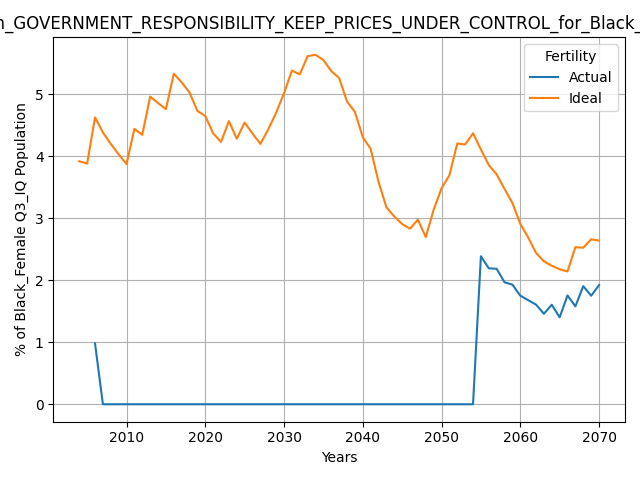 n_GOVERNMENT_RESPONSIBILITY_KEEP_PRICES_UNDER_CONTROL_for_Black_
Fertility
Actual
Ideal
% of Black_Female Q3_IQ Population
5
4
3
2
1
0
2010 2020 2030 2040 2050 2060 2070
Years